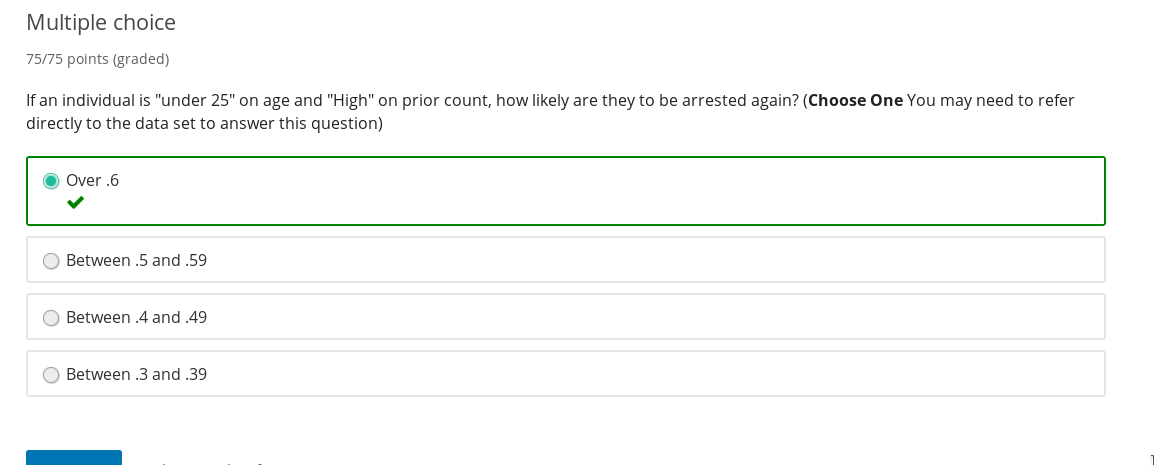 Multiple choice
75/75 points (graded)
If an individual is "under 25" on age and "High" on prior count, how likely are they to be arrested again? (Choose One You may need to refer
directly to the data set to answer this question)
Over .6
Between .5 and .59
Between .4 and .49
Between .3 and .39